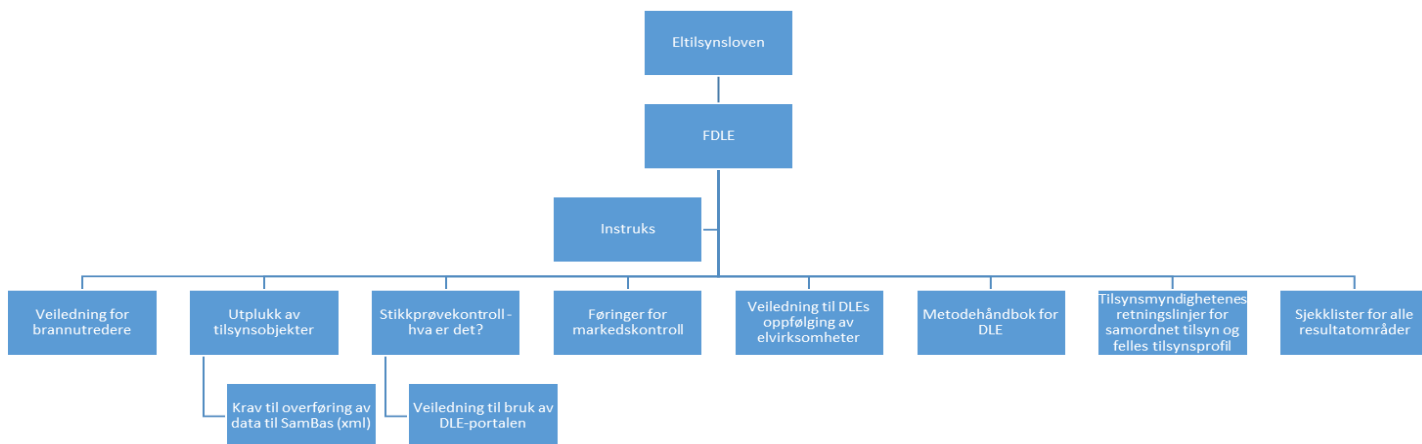 Eltilsynsloven
FDLE
Instruks
Veiledning for
brannutredere
Utplukk av
tilsynsobjekter
Stikkprøvekontroll -
hva er det?
Føringer for
markedskontroll
Veiledning til DLEs
oppfølging av
elvirksomheter
Metodehåndbok for
DLE
Tilsynsmyndighetenes
retningslinjer for
samordnet tilsyn og
felles tilsynsprofil
Sjekklister for alle
resultatområder
Krav til overføring av
data til SamBas (xml)
Veiledning til bruk av
DLE-portalen